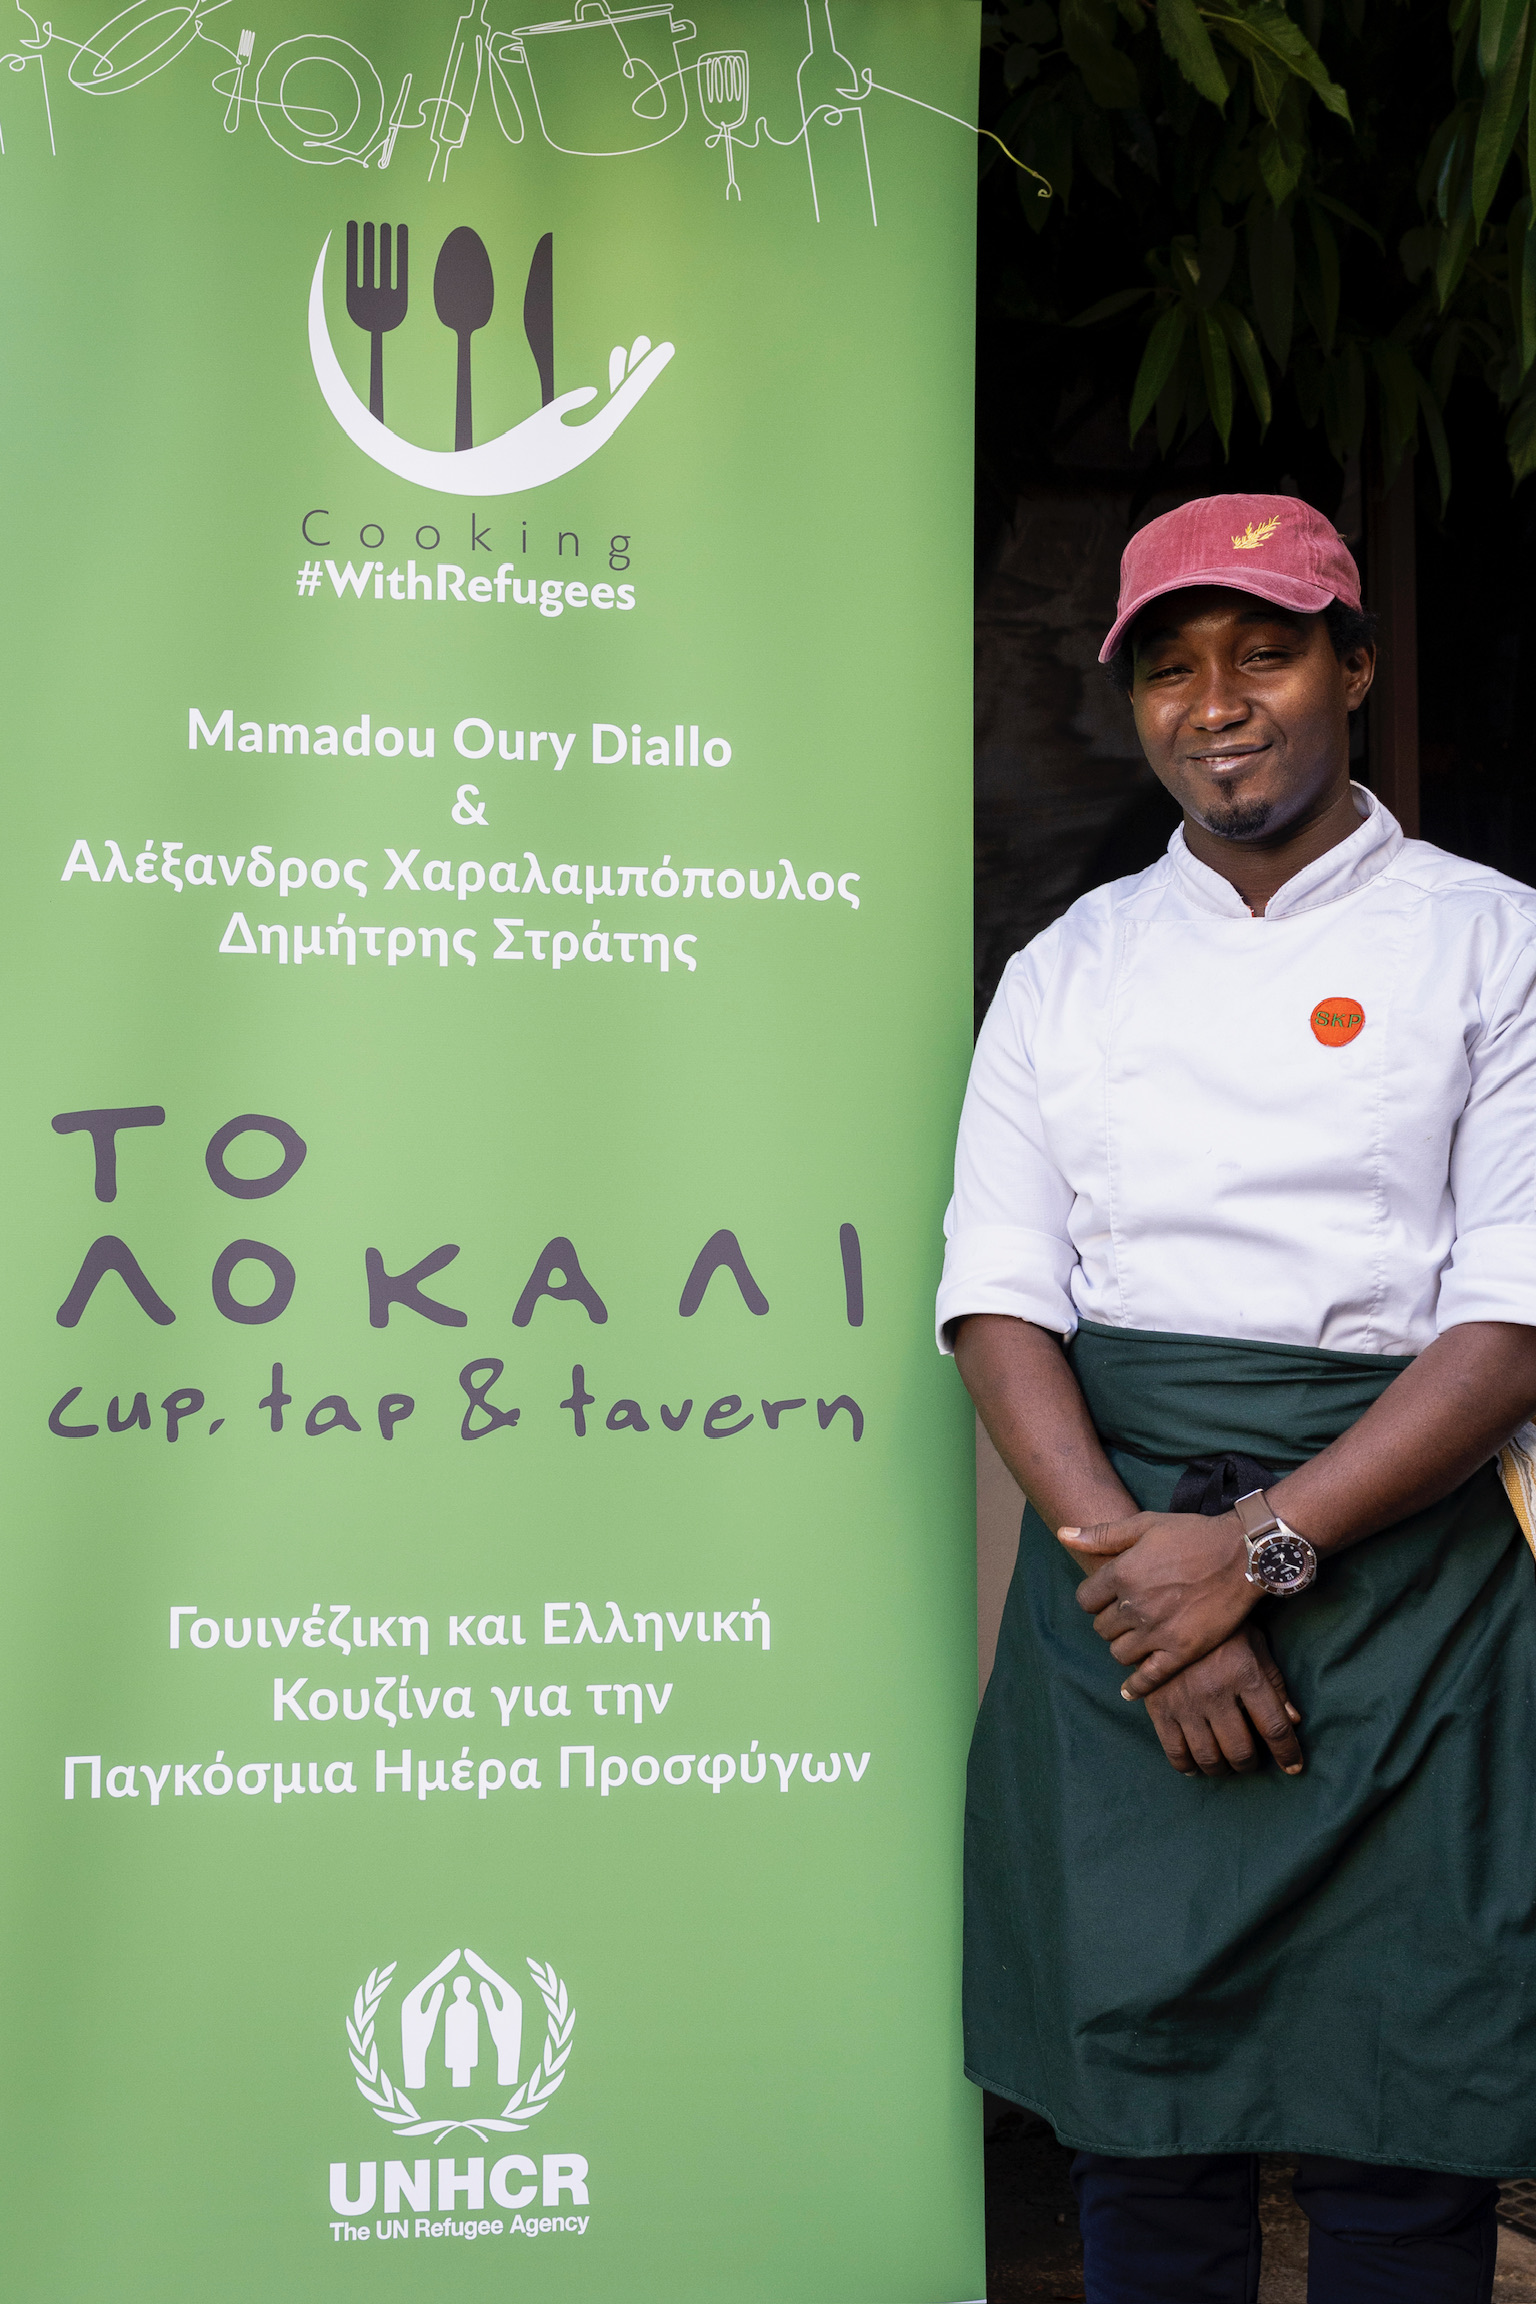 Cooking
#WithRefugees
Mamadou Oury Diallo
&
Αλέξανδρος Χαραλαμπόπουλος
Δημήτρης Στράτης
ΤΟ
ΛΟΚΑΛΙ
cup, tap & tavern
Γουινέζικη και Ελληνική
Κουζίνα για την
Παγκόσμια Ημέρα Προσφύγων
UNHCR
The UN Refugee Agency
SKP